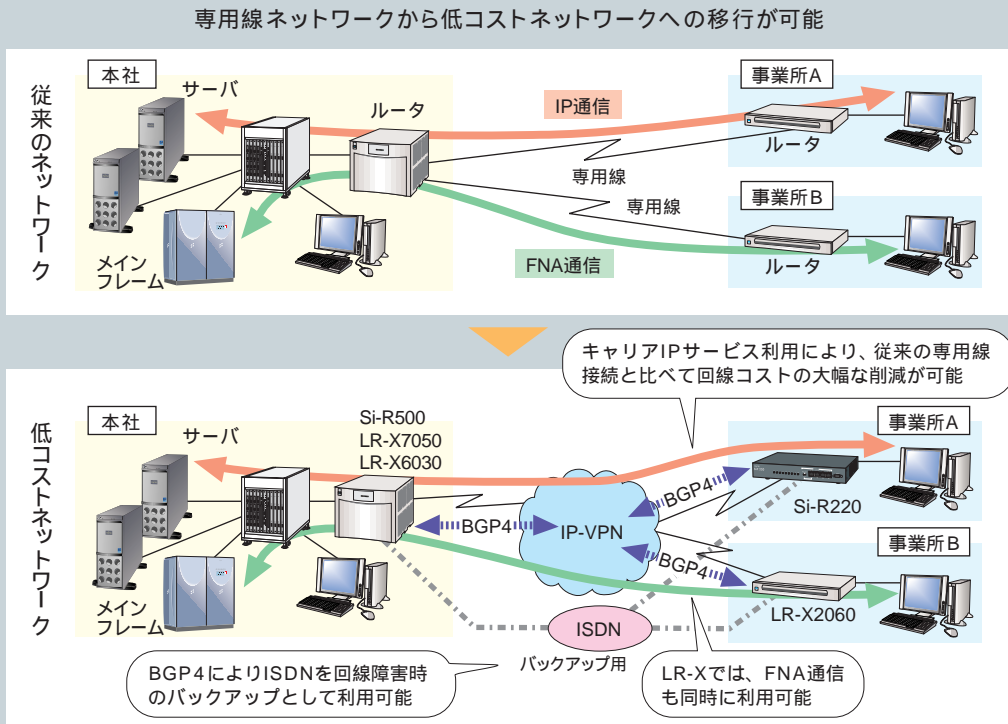 専用線ネットワークから低コストネットワークへの移行が可能
従来のネットワーク
本社
サーバ
ルータ
IP通信
事業所A
ルータ
専用線
専用線
事業所B
ルータ
FNA通信
メイン
フレーム
キャリアIPサービス利用により、従来の専用線
接続と比べて回線コストの大幅な削減が可能
低コストネットワーク
本社
サーバ
Si-R500
LR-X7050
LR-X6030
事業所A
Si-R220
BGP4
BGP4
IP-VPN
BGP4
事業所B
LR-X2060
メイン
フレーム
ISDN
バックアップ用
BGP4によりISDNを回線障害時
のバックアップとして利用可能
LR-Xでは、FNA通信
も同時に利用可能